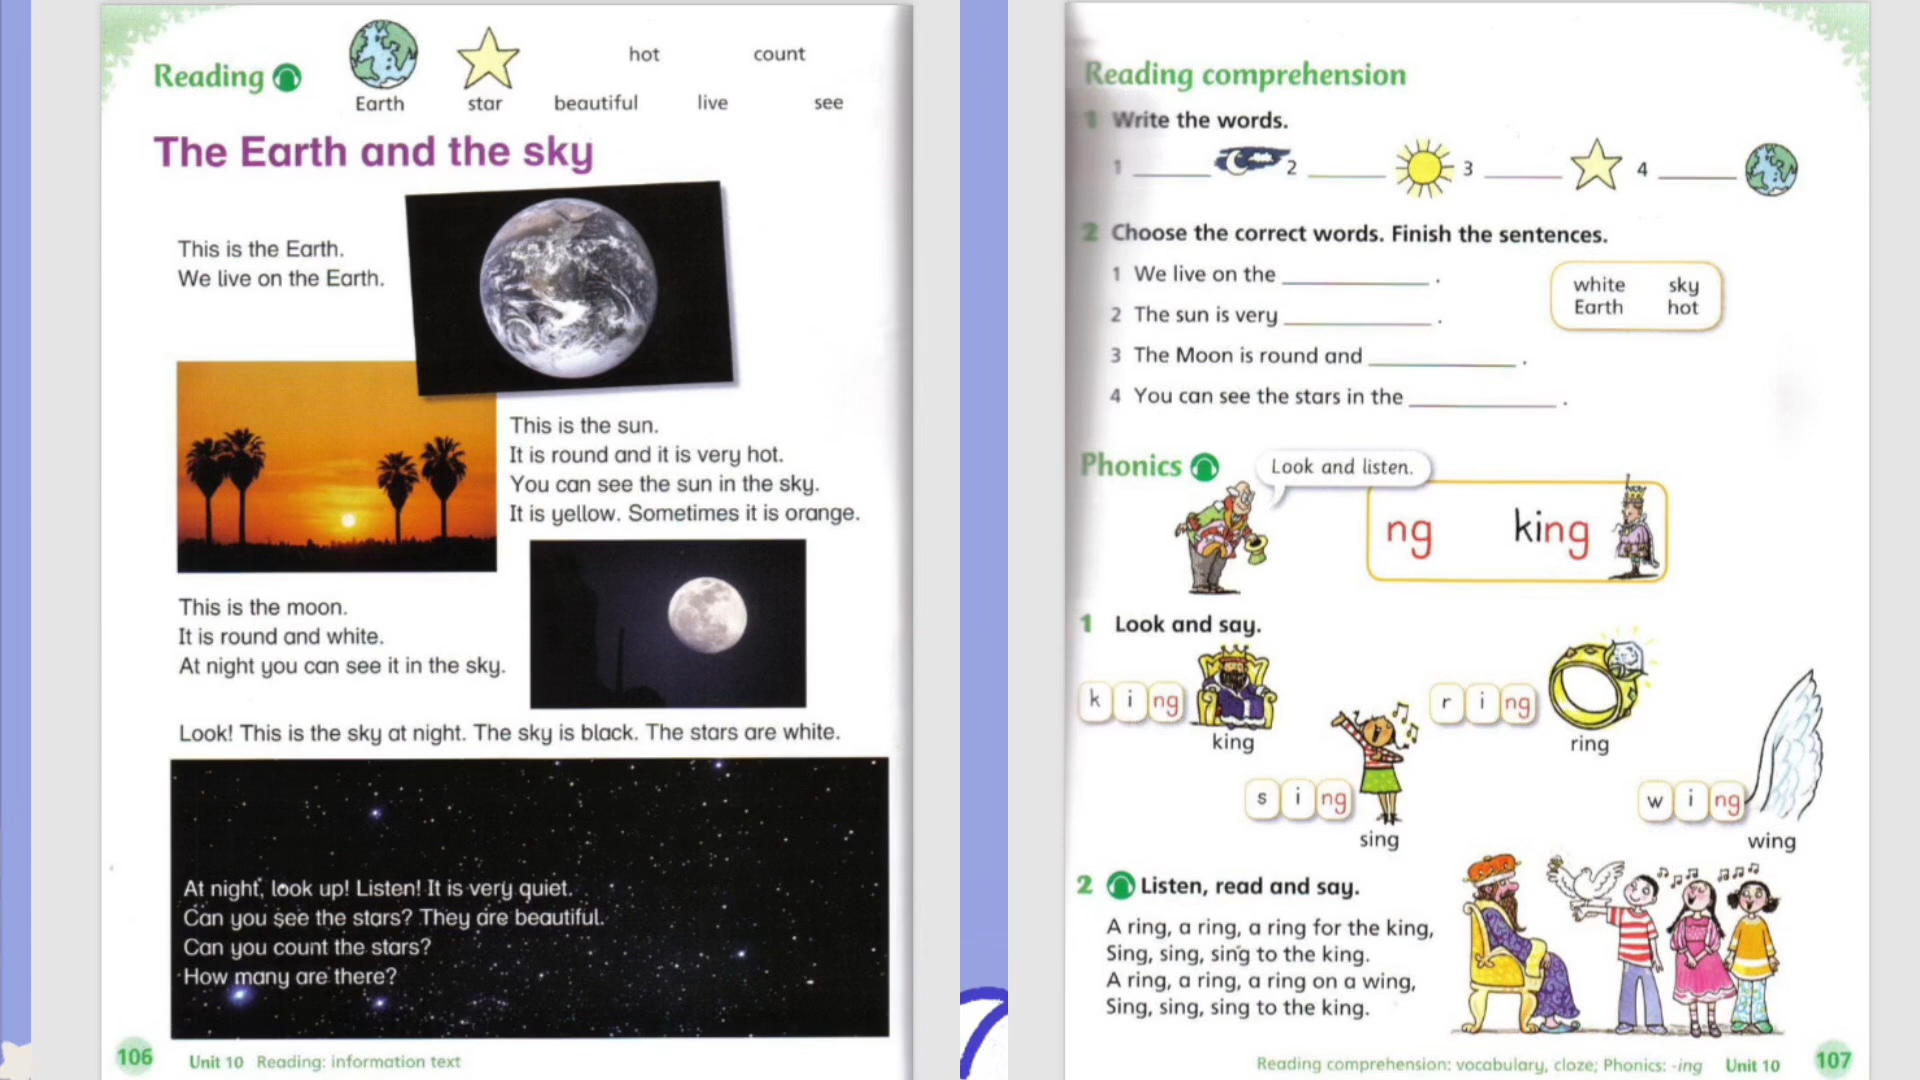 Reading
Earth
star
hot
count
beautiful
live
see
The Earth and the sky
This is the Earth.
We live on the Earth.
This is the sun.
It is round and it is very hot.
You can see the sun in the sky.
It is yellow. Sometimes it is orange.
This is the moon.
It is round and white.
At night you can see it in the sky.
Look! This is the sky at night. The sky is black. The stars are white.
At night, look up! Listen! It is very quiet.
Can you see the stars? They are beautiful.
Can you count the stars?
How many are there?
106 Unit 10 Reading: information text
Reading comprehension
1 Write the words.
1 ______ 2 ______ 3 ______ 4 ______
2 Choose the correct words. Finish the sentences.
1 We live on the ____________ .
2 The sun is very ____________ .
3 The Moon is round and ____________ .
4 You can see the stars in the ____________ .
white sky
Earth hot
Phonics
Look and listen.
ng king
1 Look and say.
k i ng
king
r i ng
ring
s i ng
sing
w i ng
wing
2 Listen, read and say.
A ring, a ring, a ring for the king,
Sing, sing, sing to the king.
A ring, a ring, a ring on a wing,
Sing, sing, sing to the king.
Reading comprehension: vocabulary, cloze; Phonics: -ing Unit 10 107